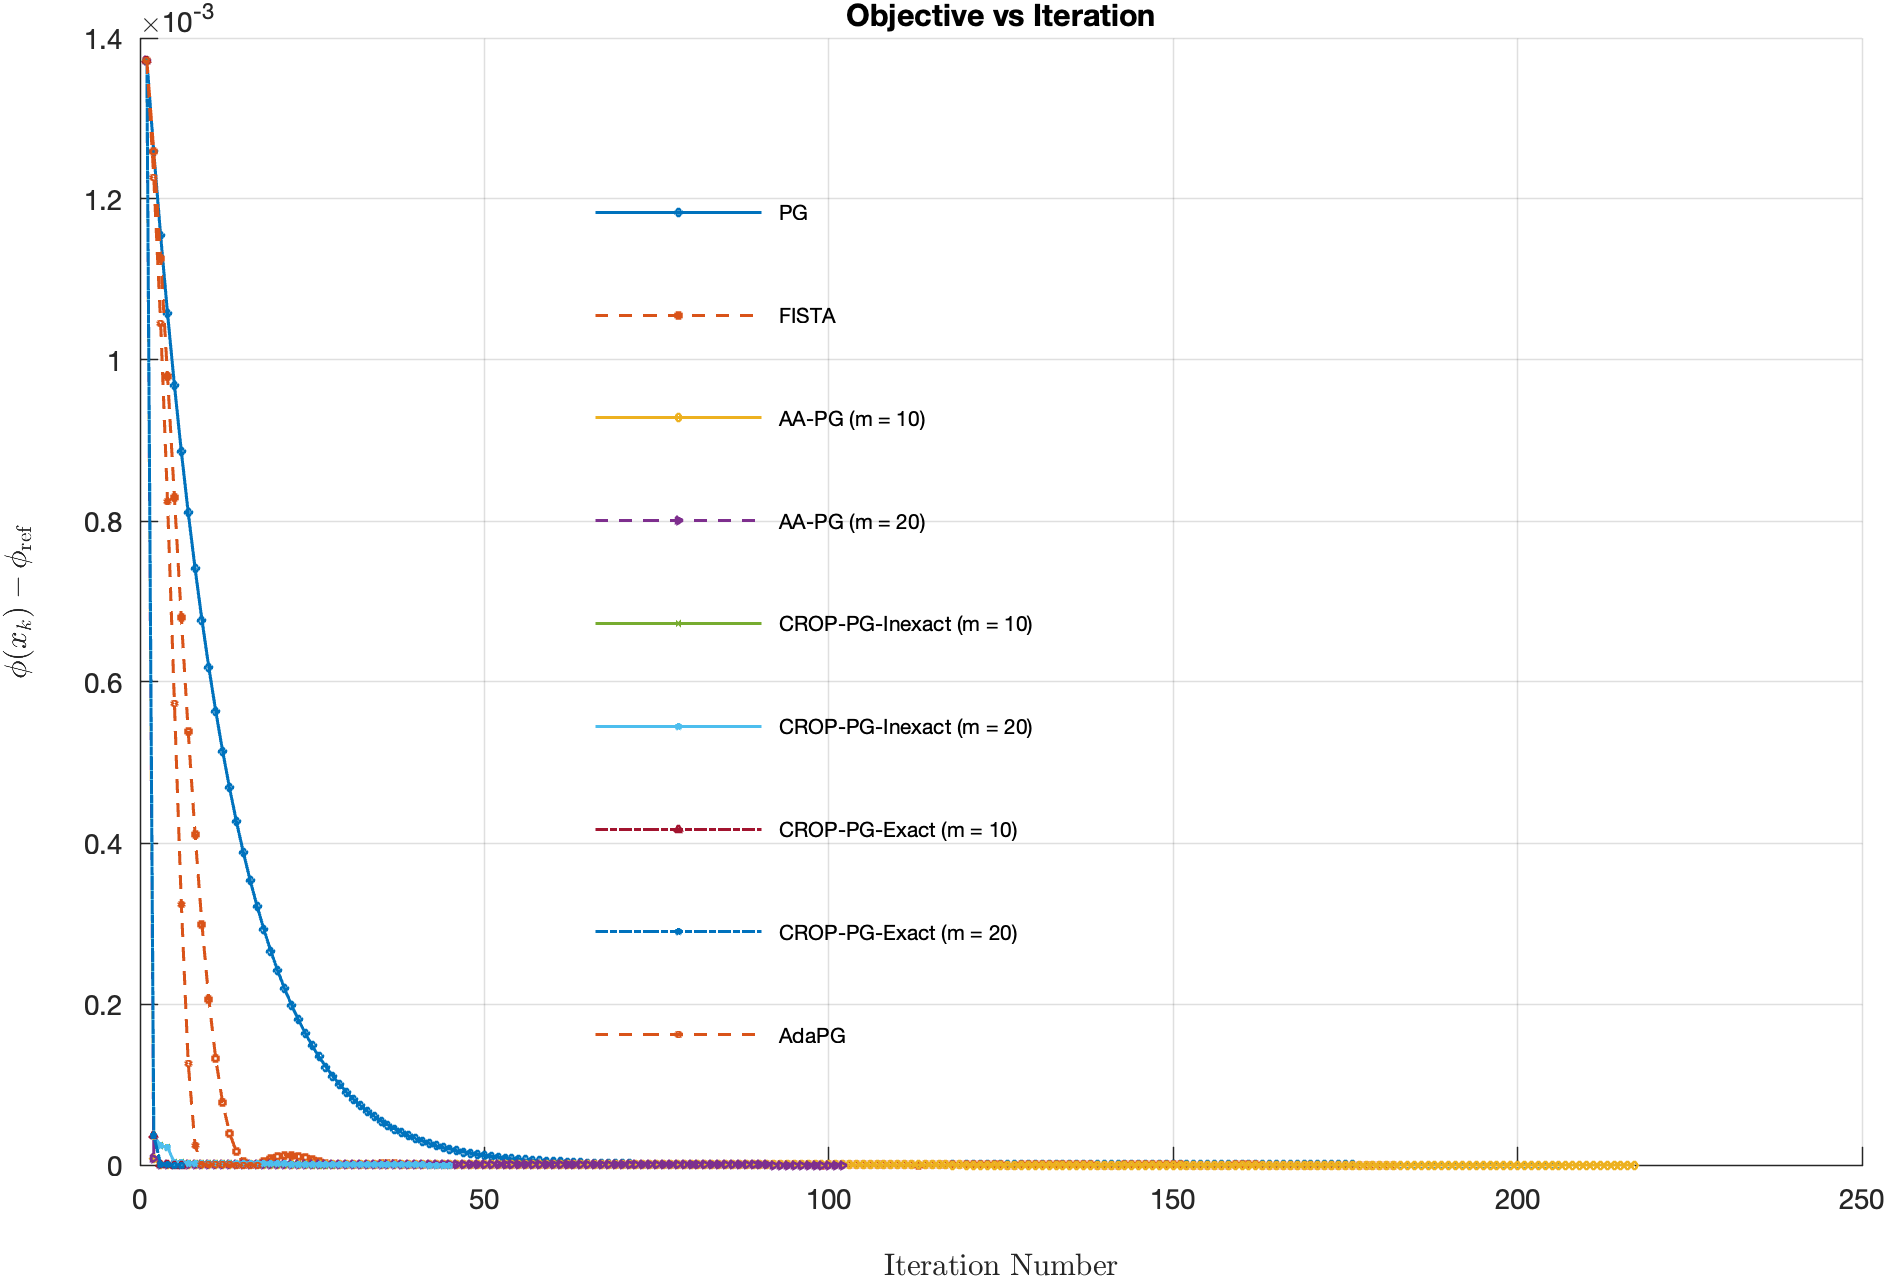 Objective vs Iteration
×10⁻³
1.4
1.2
1
0.8
0.6
0.4
0.2
0
ϕ(xₖ) − ϕ_ref
PG
FISTA
AA-PG (m = 10)
AA-PG (m = 20)
CROP-PG-Inexact (m = 10)
CROP-PG-Inexact (m = 20)
CROP-PG-Exact (m = 10)
CROP-PG-Exact (m = 20)
AdaPG
0 50 100 150 200 250
Iteration Number